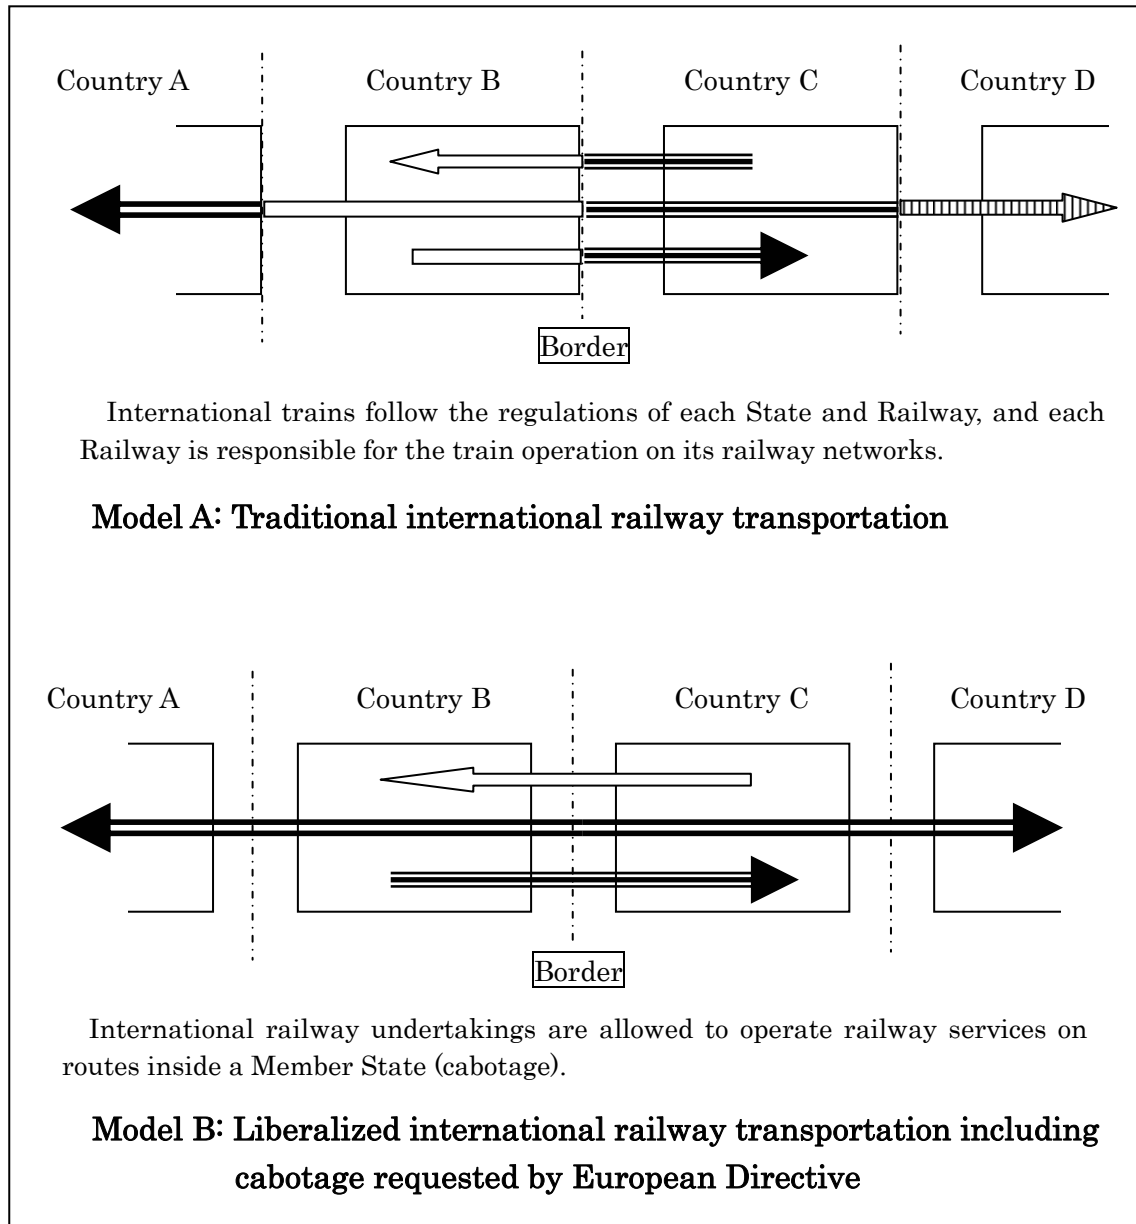 Country A Country B Country C Country D
Border
International trains follow the regulations of each State and Railway, and each
Railway is responsible for the train operation on its railway networks.
Model A: Traditional international railway transportation
Country A Country B Country C Country D
Border
International railway undertakings are allowed to operate railway services on
routes inside a Member State (cabotage).
Model B: Liberalized international railway transportation including
cabotage requested by European Directive